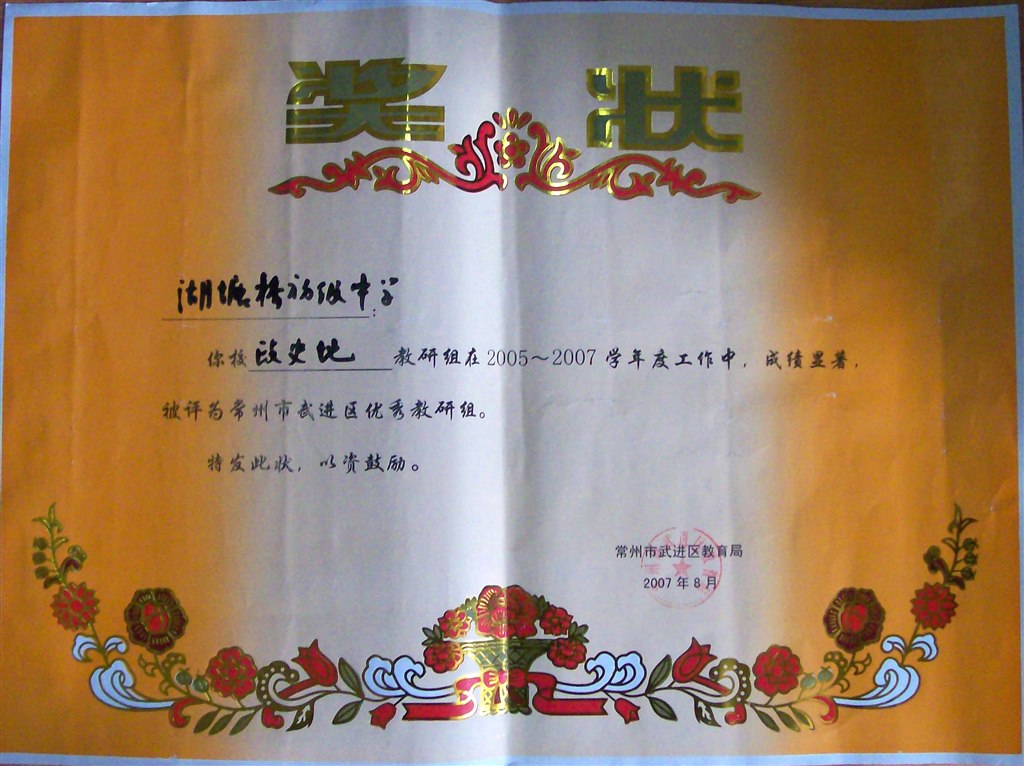 奖状
湖塘桥初级中学:
你校政史地教研组在2005～2007学年度工作中，成绩显著，
被评为常州市武进区优秀教研组。
特发此状，以资鼓励。
常州市武进区教育局
2007年8月